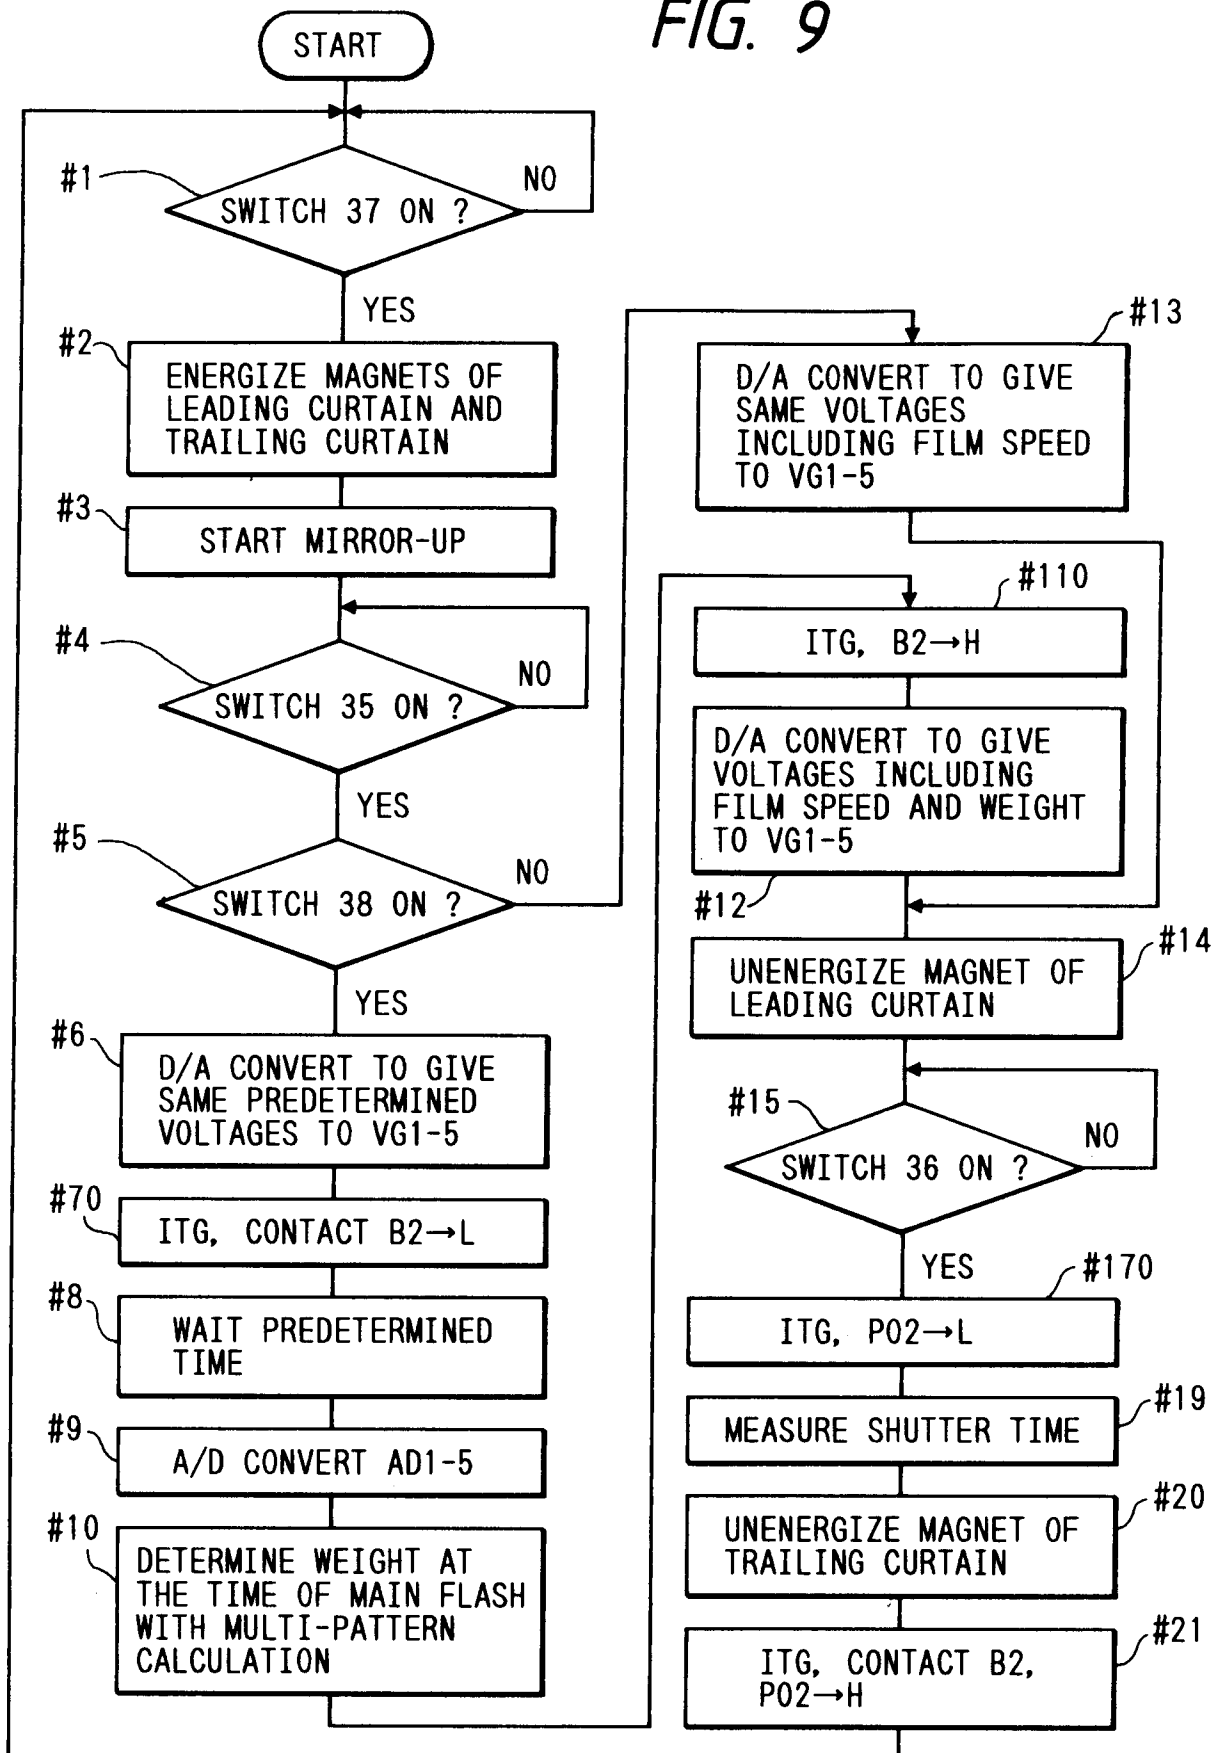 FIG. 9
START
#1
SWITCH 37 ON ?
NO
YES
#2
ENERGIZE MAGNETS OF
LEADING CURTAIN AND
TRAILING CURTAIN
#3
START MIRROR-UP
#4
SWITCH 35 ON ?
NO
YES
#5
SWITCH 38 ON ?
NO
YES
#6
D/A CONVERT TO GIVE
SAME PREDETERMINED
VOLTAGES TO VG1-5
#70
ITG, CONTACT B2→L
#8
WAIT PREDETERMINED
TIME
#9
A/D CONVERT AD1-5
#10
DETERMINE WEIGHT AT
THE TIME OF MAIN FLASH
WITH MULTI-PATTERN
CALCULATION
#13
D/A CONVERT TO GIVE
SAME VOLTAGES
INCLUDING FILM SPEED
TO VG1-5
#110
ITG, B2→H
D/A CONVERT TO GIVE
VOLTAGES INCLUDING
FILM SPEED AND WEIGHT
TO VG1-5
#12
#14
UNENERGIZE MAGNET OF
LEADING CURTAIN
#15
SWITCH 36 ON ?
NO
YES
#170
ITG, PO2→L
#19
MEASURE SHUTTER TIME
#20
UNENERGIZE MAGNET OF
TRAILING CURTAIN
#21
ITG, CONTACT B2,
PO2→H